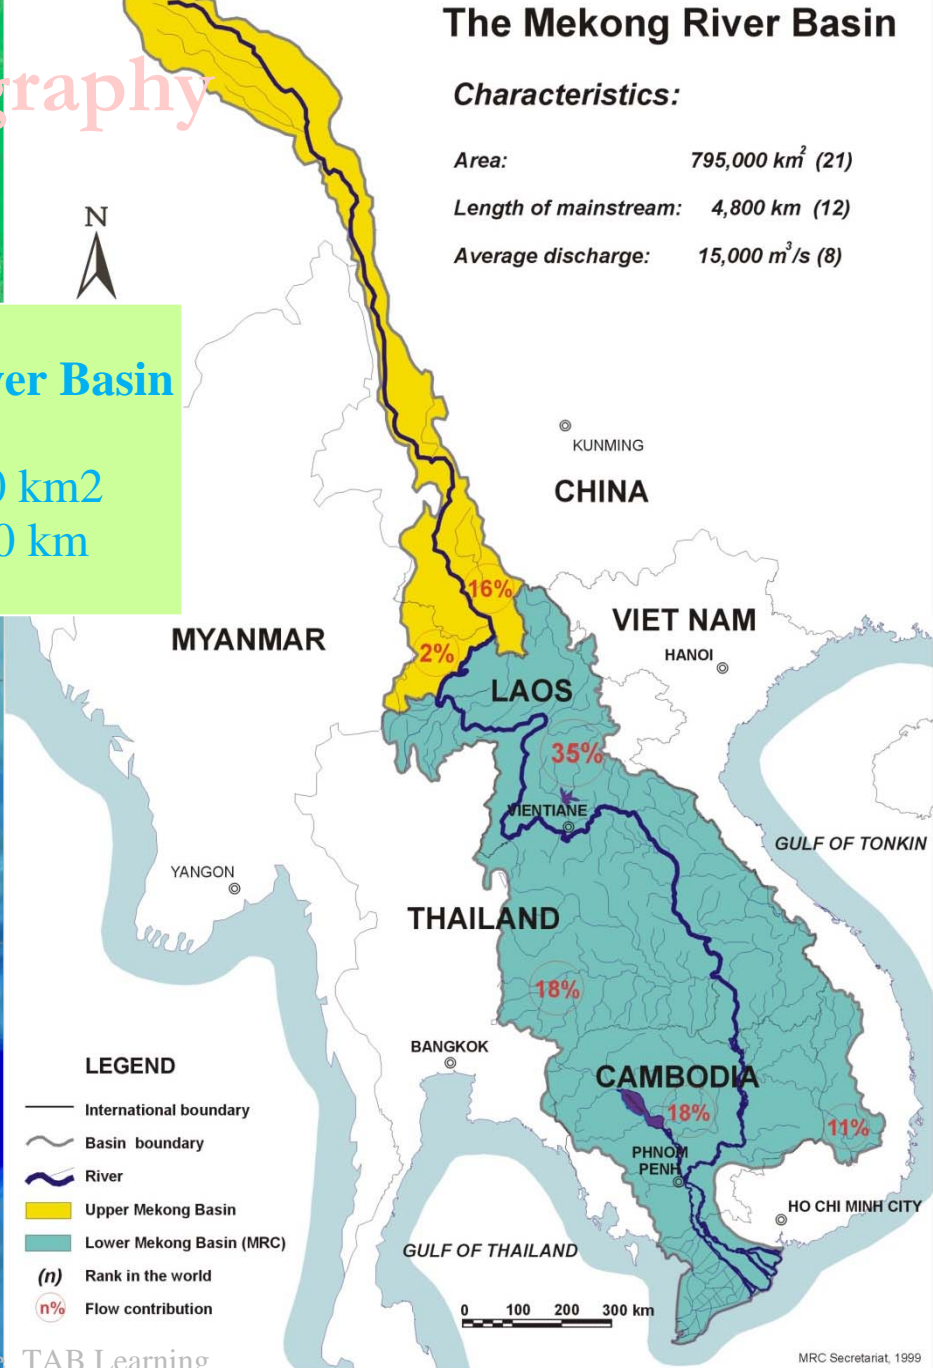 The Mekong River Basin
graphy
Characteristics:
Area: 795,000 km² (21)
Length of mainstream: 4,800 km (12)
Average discharge: 15,000 m³/s (8)
N
er Basin
0 km2
0 km
KUNMING
CHINA
16%
VIET NAM
MYANMAR
HANOI
2%
LAOS
35%
VIENTIANE
GULF OF TONKIN
YANGON
THAILAND
18%
BANGKOK
LEGEND
CAMBODIA
International boundary
18%
11%
Basin boundary
PHNOM
PENH
River
HO CHI MINH CITY
Upper Mekong Basin
Lower Mekong Basin (MRC)
GULF OF THAILAND
(n) Rank in the world
n% Flow contribution
0 100 200 300 km
TAB Learning
MRC Secretariat, 1999